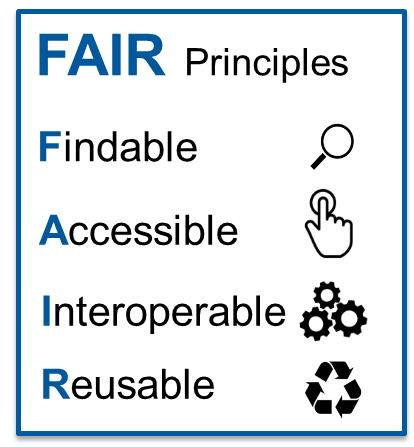 FAIR Principles
Findable
Accessible
Interoperable
Reusable